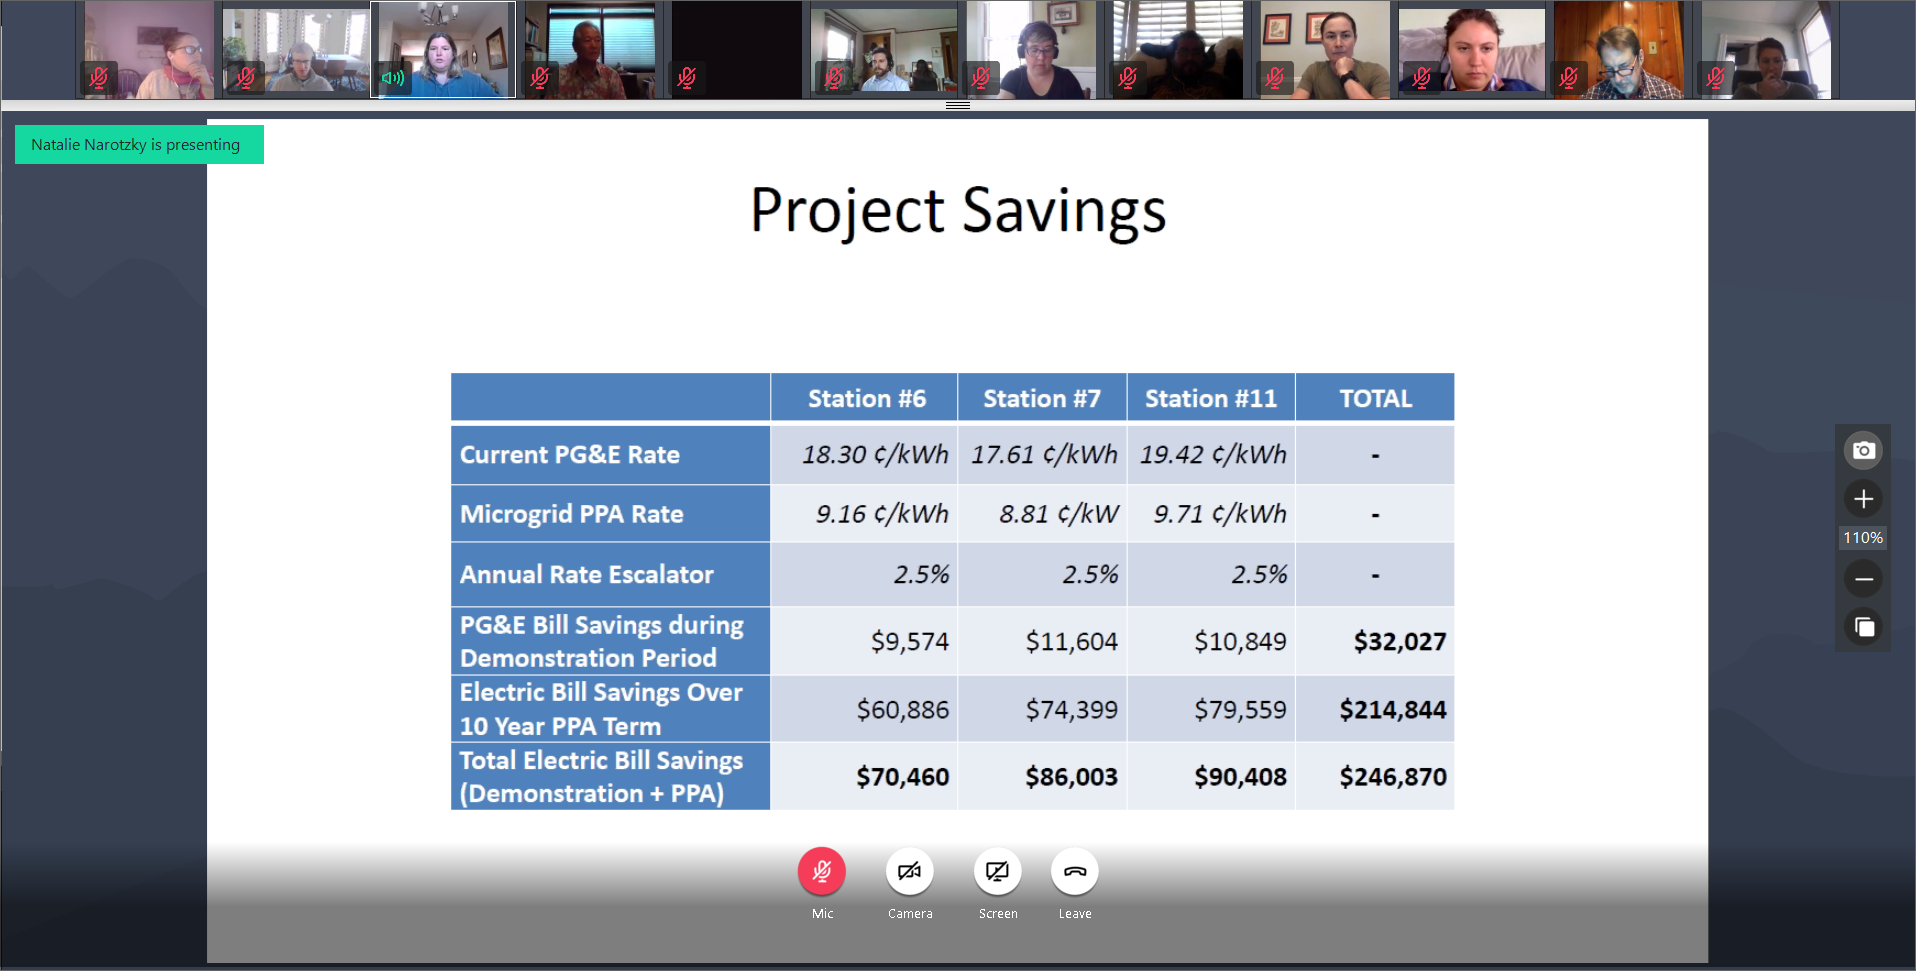 Natalie Narotzky is presenting
Project Savings
Station #6 Station #7 Station #11 TOTAL
Current PG&E Rate 18.30 ¢/kWh 17.61 ¢/kWh 19.42 ¢/kWh -
Microgrid PPA Rate 9.16 ¢/kWh 8.81 ¢/kW 9.71 ¢/kWh -
Annual Rate Escalator 2.5% 2.5% 2.5% -
PG&E Bill Savings during
Demonstration Period $9,574 $11,604 $10,849 $32,027
Electric Bill Savings Over
10 Year PPA Term $60,886 $74,399 $79,559 $214,844
Total Electric Bill Savings
(Demonstration + PPA) $70,460 $86,003 $90,408 $246,870
110%
Mic Camera Screen Leave